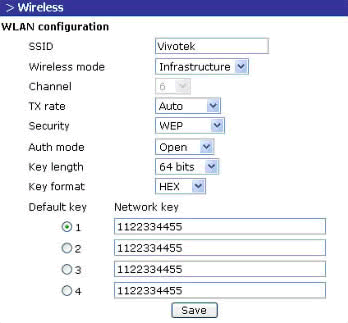 > Wireless
WLAN configuration
SSID Vivotek
Wireless mode Infrastructure
Channel 6
TX rate Auto
Security WEP
Auth mode Open
Key length 64 bits
Key format HEX
Default key Network key
1 1122334455
2 1122334455
3 1122334455
4 1122334455
Save